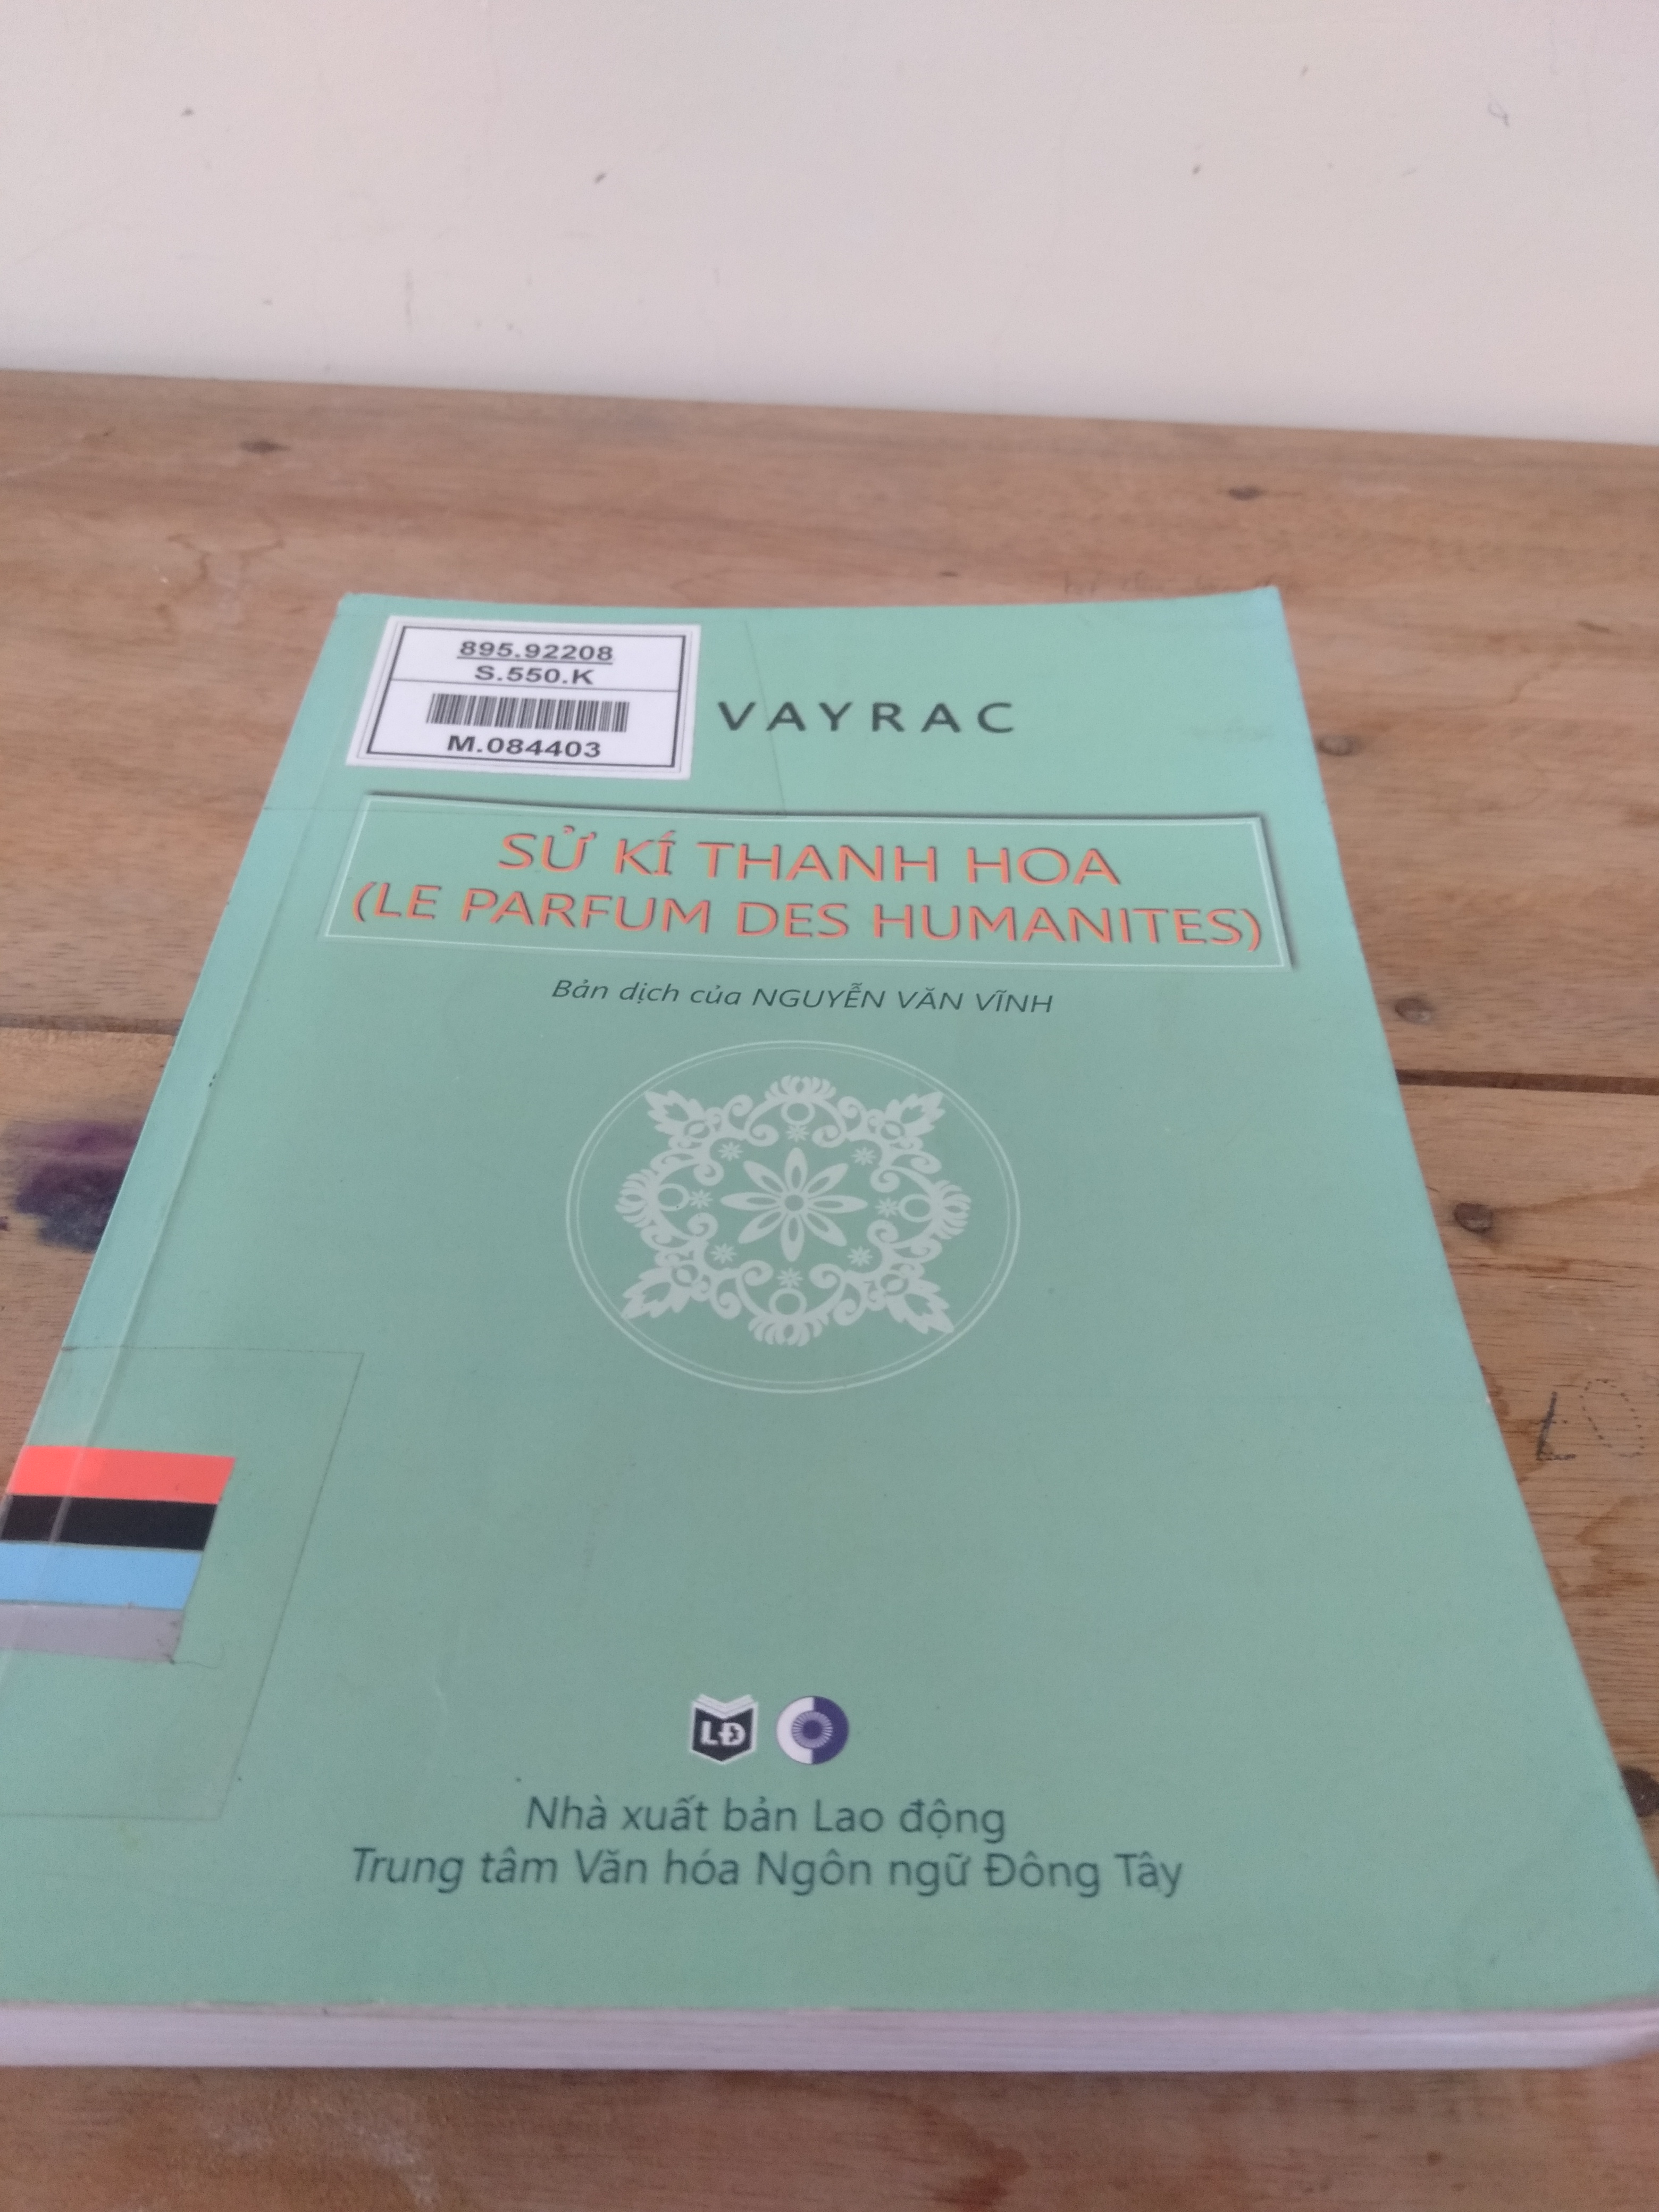 895.92208
S.550.K
M.084403
VAYRAC
SỬ KÍ THANH HOA
(LE PARFUM DES HUMANITES)
Bản dịch của NGUYỄN VĂN VĨNH
LĐ
Nhà xuất bản Lao động
Trung tâm Văn hóa Ngôn ngữ Đông Tây